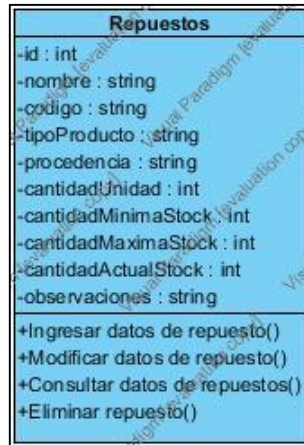 Repuestos
-id : int
-nombre : string
-codigo : string
-tipoProducto : string
-procedencia : string
-cantidadUnidad : int
-cantidadMinimaStock : int
-cantidadMaximaStock : int
-cantidadActualStock : int
-observaciones : string
+Ingresar datos de repuesto()
+Modificar datos de repuesto()
+Consultar datos de repuestos()
+Eliminar repuesto()